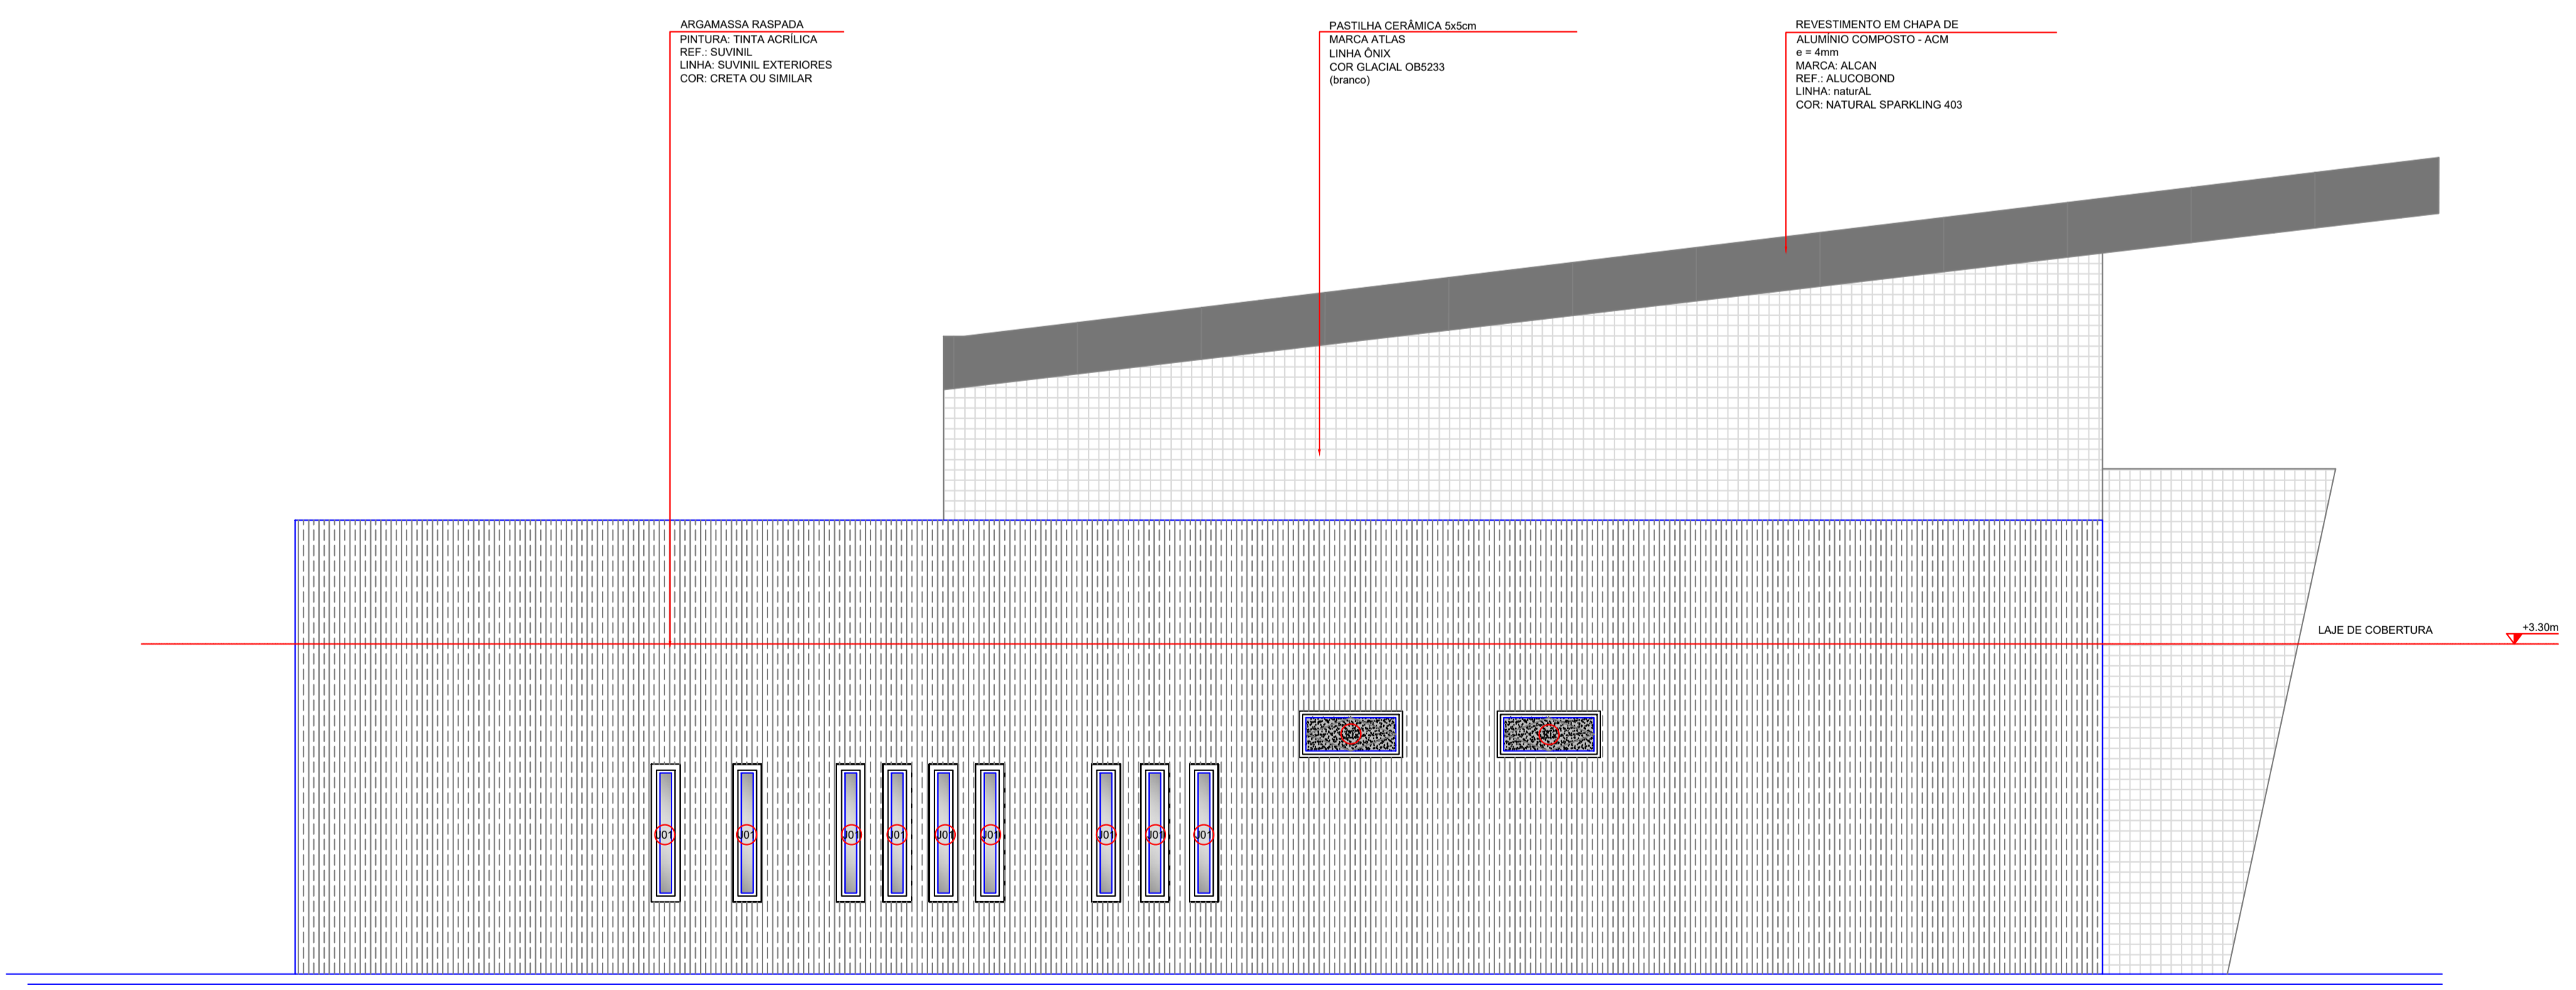 ARGAMASSA RASPADA
PINTURA: TINTA ACRÍLICA
REF.: SUVINIL
LINHA: SUVINIL EXTERIORES
COR: CRETA OU SIMILAR
PASTILHA CERÂMICA 5x5cm
MARCA ATLAS
LINHA ÔNIX
COR GLACIAL OB5233
(branco)
REVESTIMENTO EM CHAPA DE
ALUMÍNIO COMPOSTO - ACM
e = 4mm
MARCA: ALCAN
REF.: ALUCOBOND
LINHA: naturAL
COR: NATURAL SPARKLING 403
LAJE DE COBERTURA
+3.30m
J01
J01
J01
J01
J01
J01
J01
J01
J01